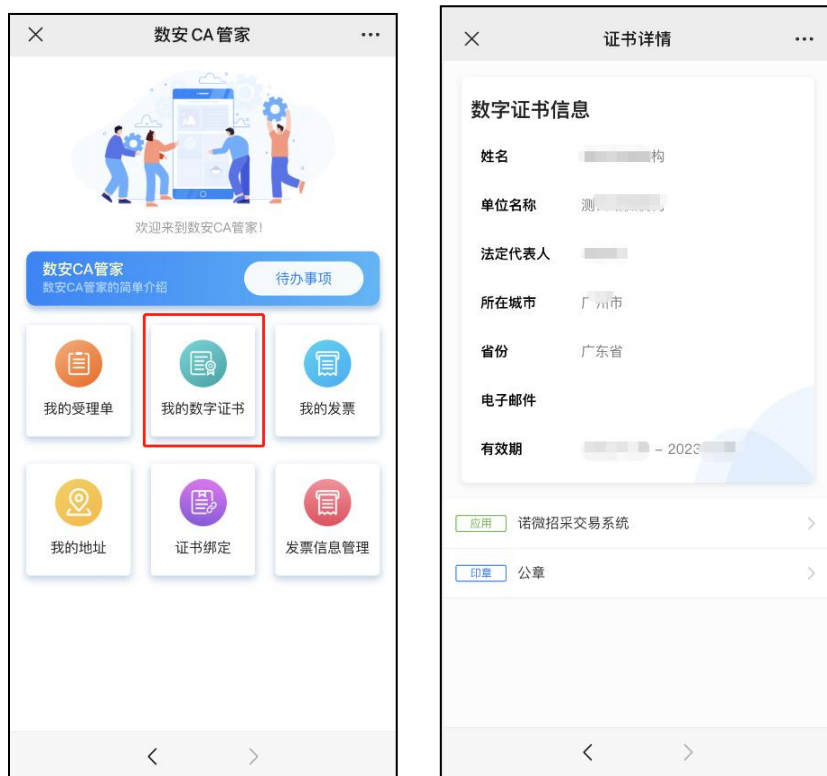 数安CA管家
欢迎来到数安CA管家!
数安CA管家
数安CA管家的简单介绍
待办事项
我的受理单
我的数字证书
我的发票
我的地址
证书绑定
发票信息管理
证书详情
数字证书信息
姓名 构
单位名称 测
法定代表人
所在城市 广州市
省份 广东省
电子邮件
有效期 – 2023
应用 诺微招采交易系统
印章 公章